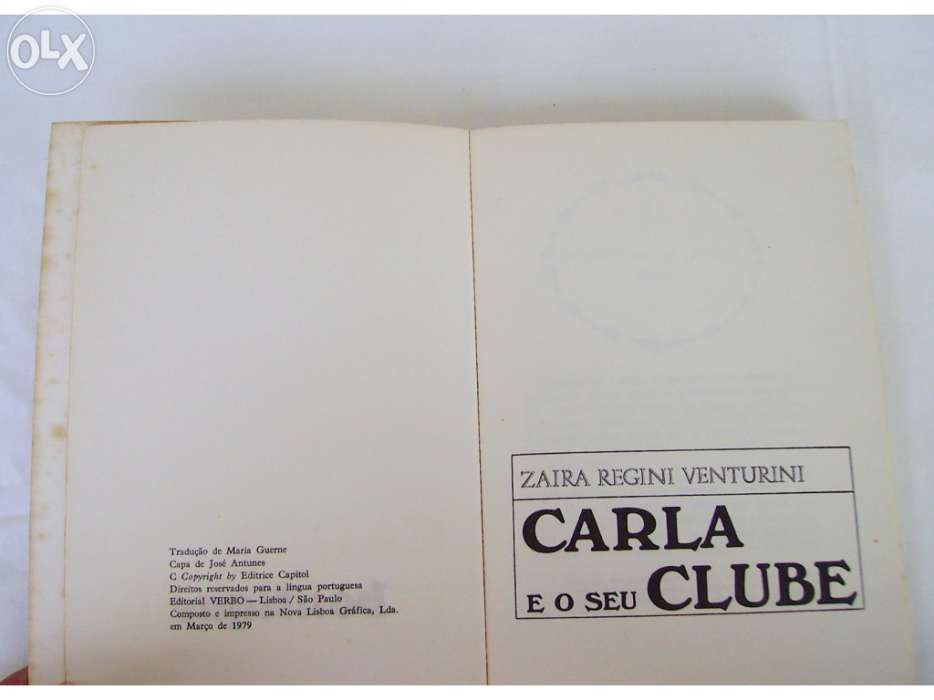 OLX
Tradução de Maria Guerne
Capa de José Antunes
C Copyright by Editrice Capitol
Direitos reservados para a língua portuguesa
Editorial VERBO — Lisboa / São Paulo
Composto e impresso na Nova Lisboa Gráfica, Lda.
em Março de 1979
ZAIRA REGINI VENTURINI
CARLA
E O SEU CLUBE